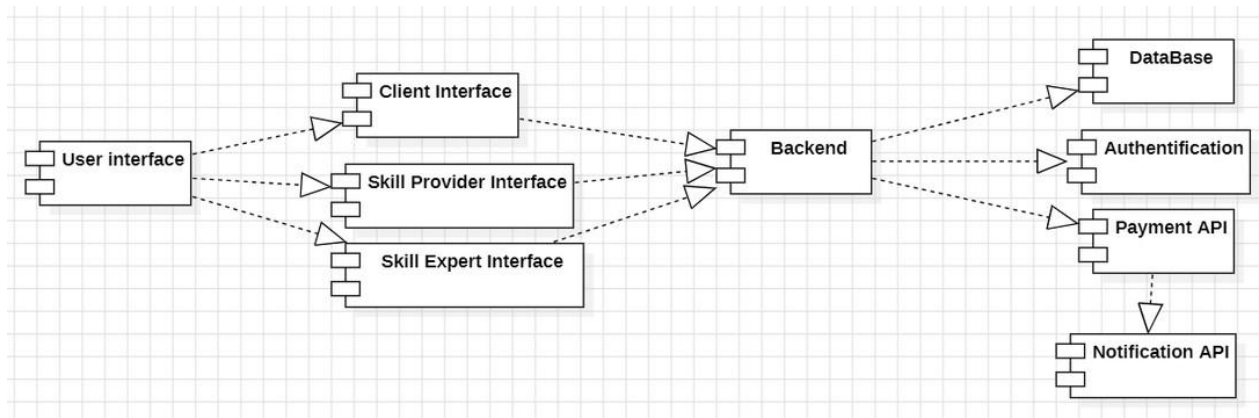 User interface
Client Interface
Skill Provider Interface
Skill Expert Interface
Backend
DataBase
Authentification
Payment API
Notification API